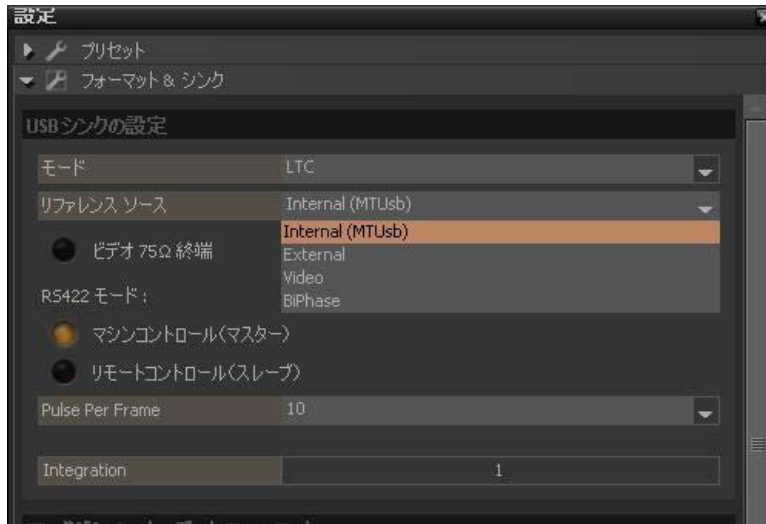 設定
プリセット
フォーマット & シンク
USBシンクの設定
モード LTC
リファレンス ソース Internal (MTUsb)
Internal (MTUsb)
ビデオ 75Ω 終端 External
Video
RS422 モード: BiPhase
マシンコントロール(マスター)
リモートコントロール(スレーブ)
Pulse Per Frame 10
Integration 1